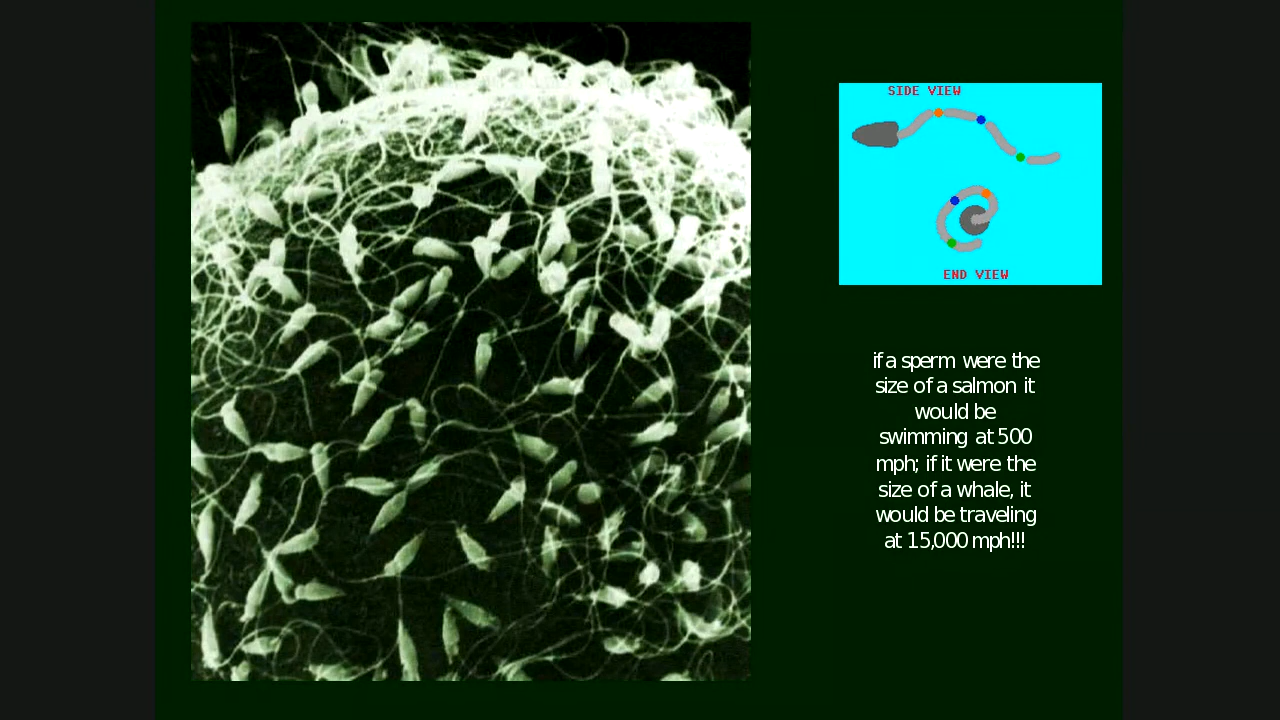 SIDE VIEW
END VIEW
if a sperm were the
size of a salmon it
would be
swimming at 500
mph; if it were the
size of a whale, it
would be traveling
at 15,000 mph!!!